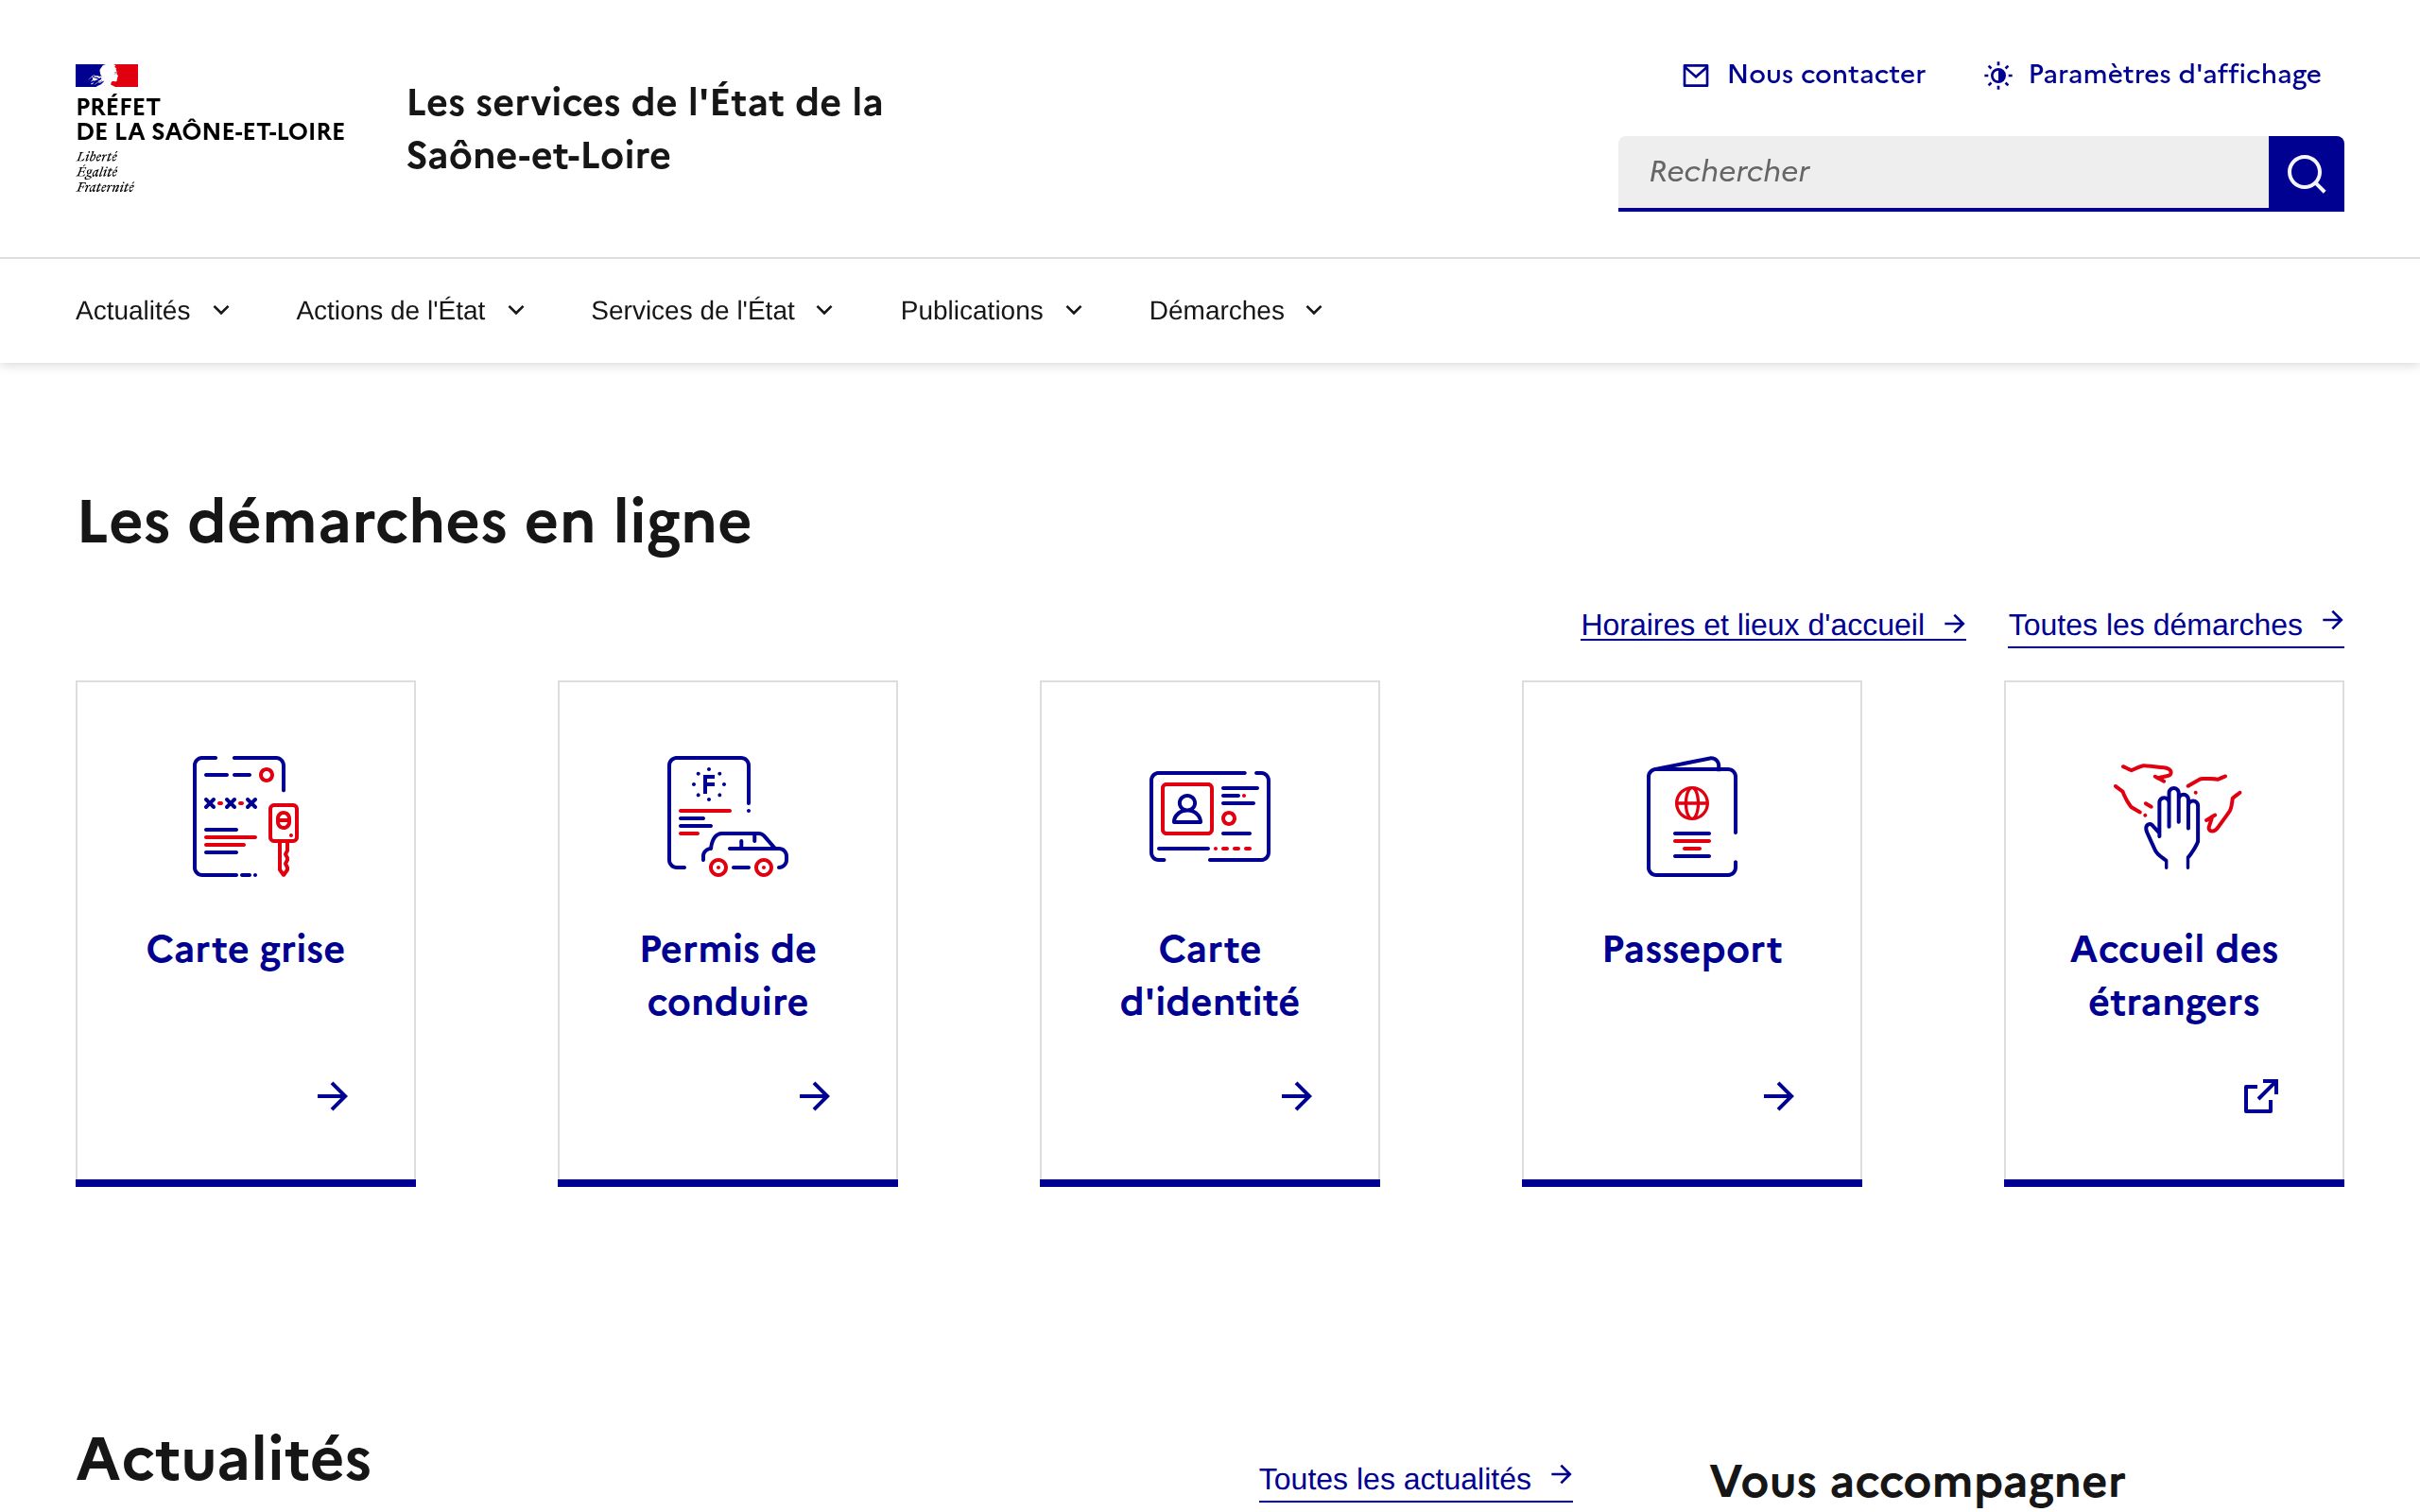 PRÉFET
DE LA SAÔNE-ET-LOIRE
Liberté
Égalité
Fraternité
Les services de l'État de la
Saône-et-Loire
Nous contacter
Paramètres d'affichage
Rechercher
Actualités
Actions de l'État
Services de l'État
Publications
Démarches
Les démarches en ligne
Horaires et lieux d'accueil
Toutes les démarches
F
Carte grise
Permis de
conduire
Carte
d'identité
Passeport
Accueil des
étrangers
Actualités
Toutes les actualités
Vous accompagner